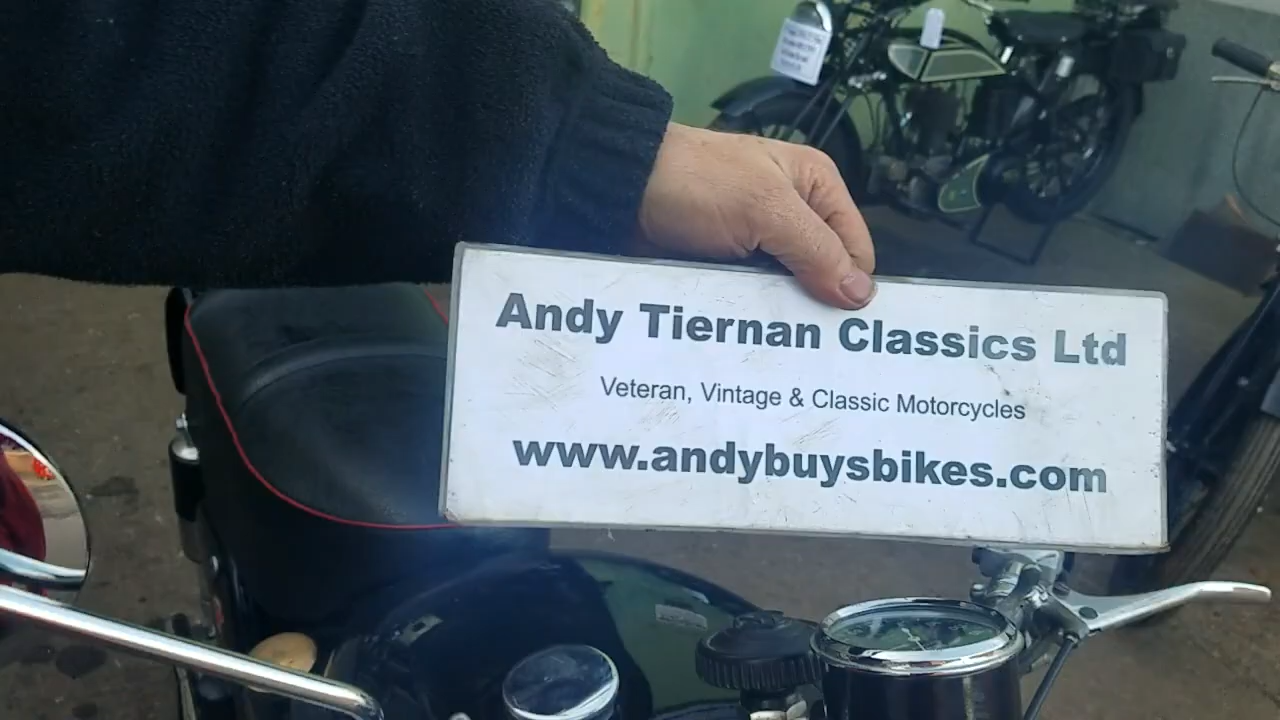 Andy Tiernan Classics Ltd
Veteran, Vintage & Classic Motorcycles
www.andybuysbikes.com